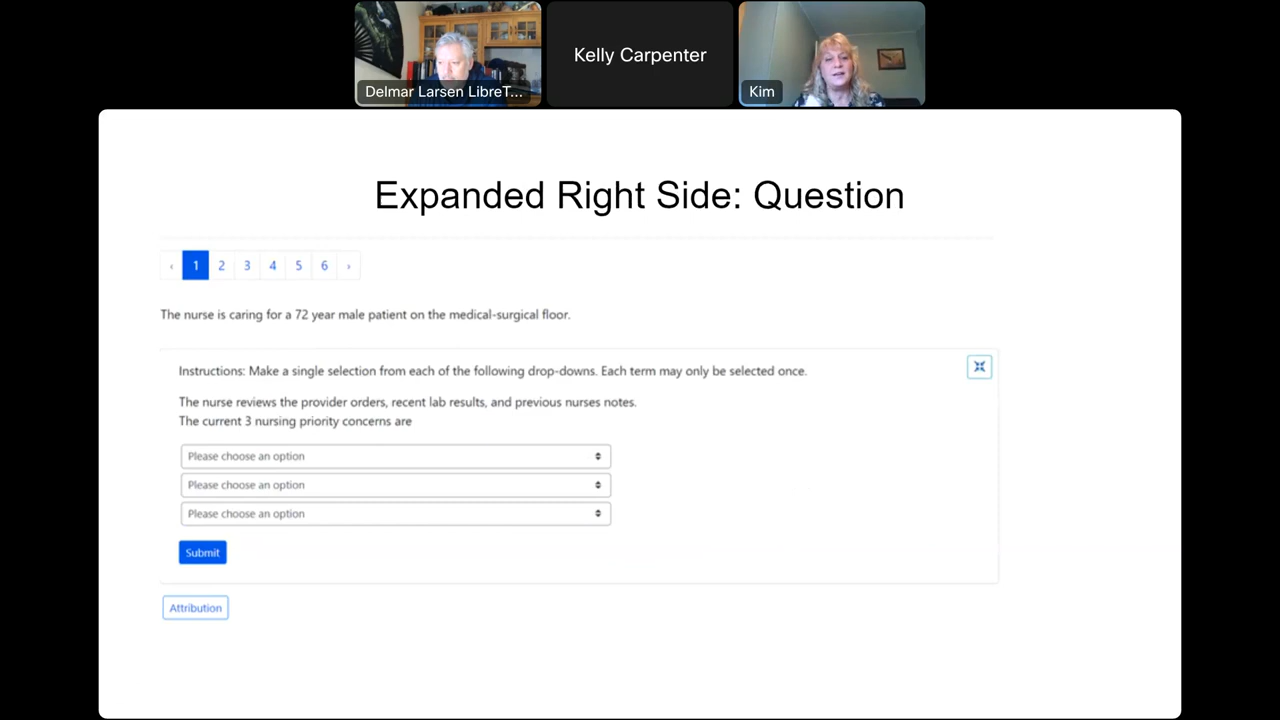 Kelly Carpenter
Delmar Larsen LibreT...
Kim
Expanded Right Side: Question
‹ 1 2 3 4 5 6 ›
The nurse is caring for a 72 year male patient on the medical-surgical floor.
Instructions: Make a single selection from each of the following drop-downs. Each term may only be selected once.
The nurse reviews the provider orders, recent lab results, and previous nurses notes.
The current 3 nursing priority concerns are
Please choose an option
Please choose an option
Please choose an option
Submit
Attribution